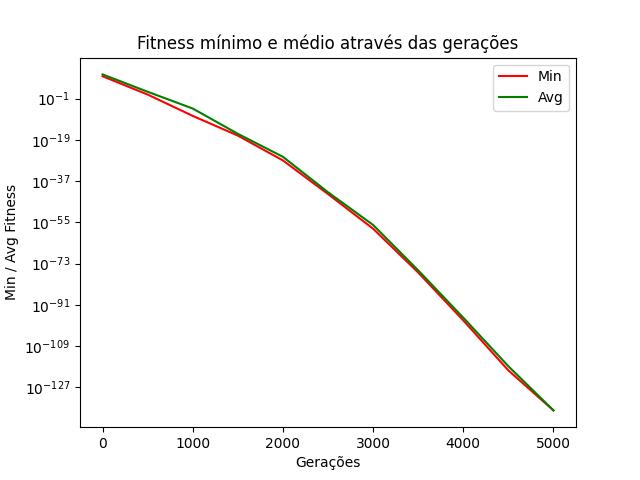 Fitness mínimo e médio através das gerações
Min
Avg
Min / Avg Fitness
10⁻¹
10⁻¹⁹
10⁻³⁷
10⁻⁵⁵
10⁻⁷³
10⁻⁹¹
10⁻¹⁰⁹
10⁻¹²⁷
0 1000 2000 3000 4000 5000
Gerações